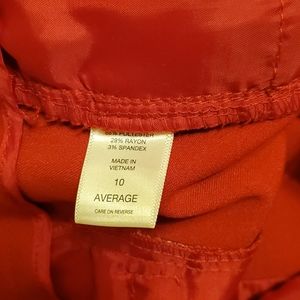 POLYESTER
29% RAYON
3% SPANDEX
MADE IN
VIETNAM
10
AVERAGE
CARE ON REVERSE